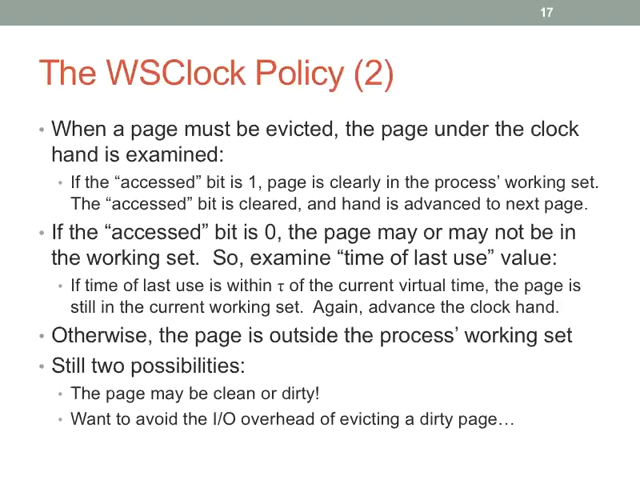 17
The WSClock Policy (2)
• When a page must be evicted, the page under the clock
hand is examined:
• If the “accessed” bit is 1, page is clearly in the process’ working set.
The “accessed” bit is cleared, and hand is advanced to next page.
• If the “accessed” bit is 0, the page may or may not be in
the working set.  So, examine “time of last use” value:
• If time of last use is within τ of the current virtual time, the page is
still in the current working set.  Again, advance the clock hand.
• Otherwise, the page is outside the process’ working set
• Still two possibilities:
• The page may be clean or dirty!
• Want to avoid the I/O overhead of evicting a dirty page…